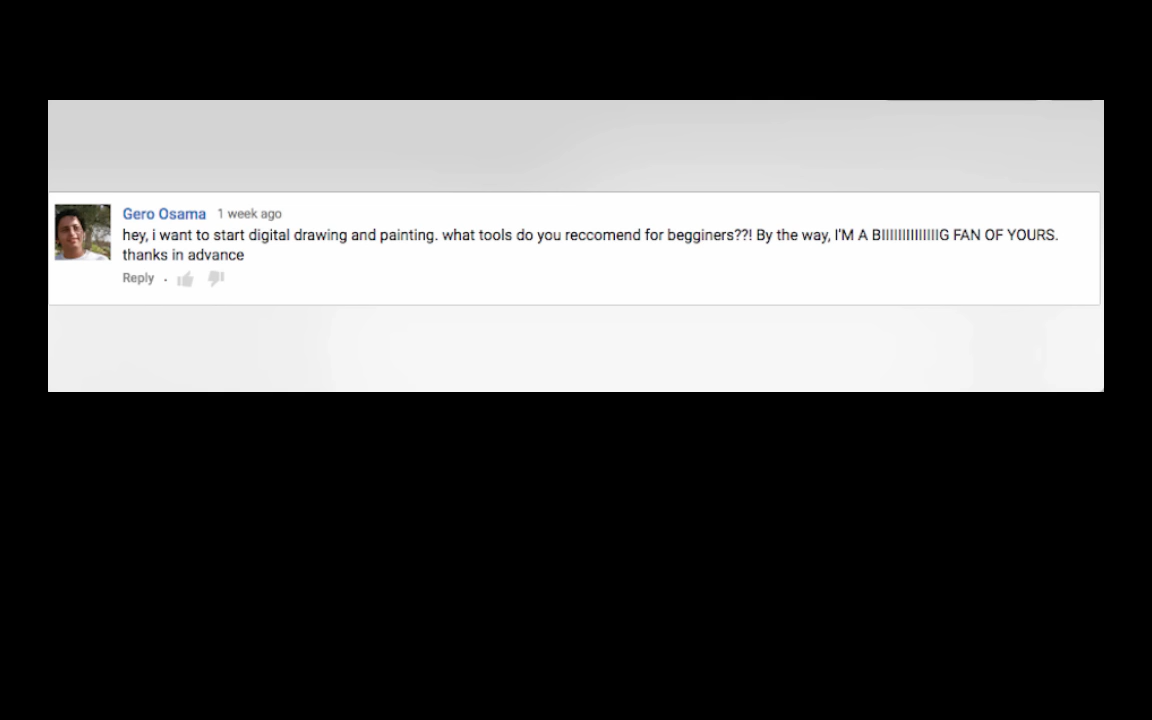 Gero Osama 1 week ago
hey, i want to start digital drawing and painting. what tools do you reccomend for begginers??! By the way, I'M A BIIIIIIIIIIIIIIG FAN OF YOURS.
thanks in advance
Reply .